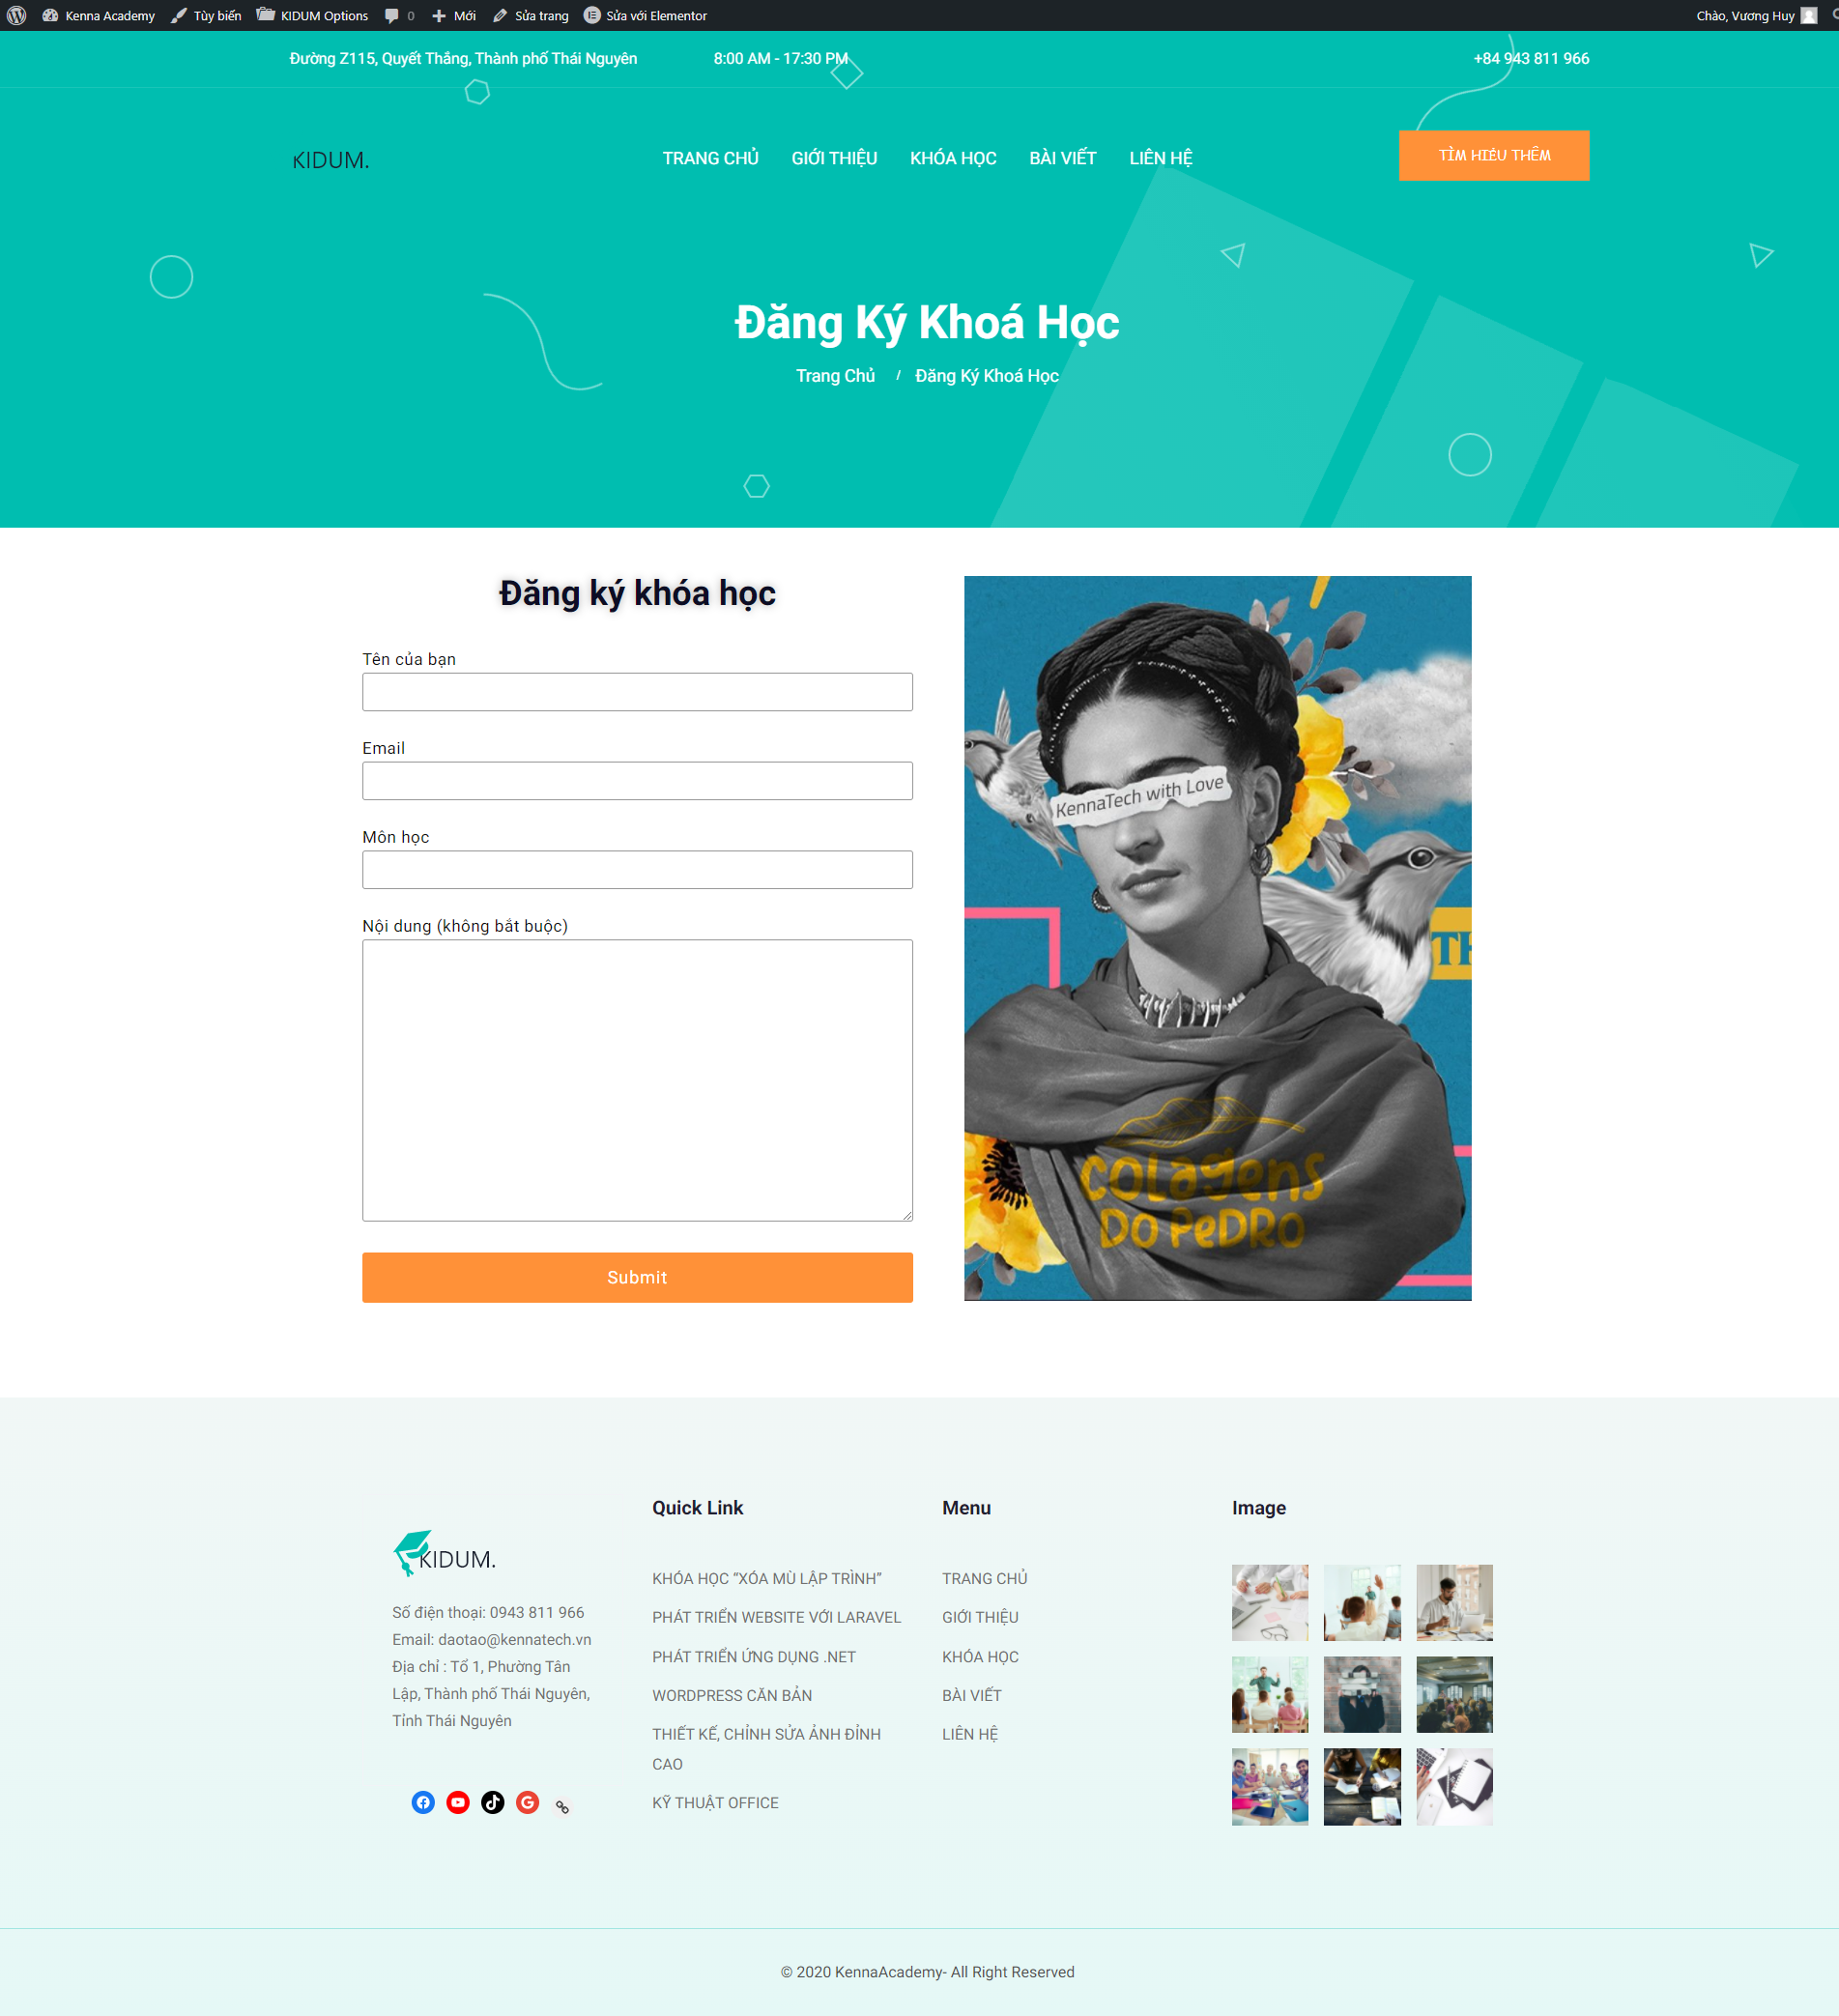 Kenna Academy Tùy biến KIDUM Options 0 Mới Sửa trang Sửa với Elementor Chào, Vương Huy
Đường Z115, Quyết Thắng, Thành phố Thái Nguyên 8:00 AM - 17:30 PM +84 943 811 966
KIDUM. TRANG CHỦ GIỚI THIỆU KHÓA HỌC BÀI VIẾT LIÊN HỆ TÌM HIỂU THÊM
Đăng Ký Khoá Học
Trang Chủ / Đăng Ký Khoá Học
Đăng ký khóa học
Tên của bạn
Email
Môn học
Nội dung (không bắt buộc)
Submit
KennaTech with Love
TH
COLagens
DO PeDRO
KIDUM.
Số điện thoại: 0943 811 966
Email: daotao@kennatech.vn
Địa chỉ : Tổ 1, Phường Tân
Lập, Thành phố Thái Nguyên,
Tỉnh Thái Nguyên
Quick Link
KHÓA HỌC “XÓA MÙ LẬP TRÌNH”
PHÁT TRIỂN WEBSITE VỚI LARAVEL
PHÁT TRIỂN ỨNG DỤNG .NET
WORDPRESS CĂN BẢN
THIẾT KẾ, CHỈNH SỬA ẢNH ĐỈNH
CAO
KỸ THUẬT OFFICE
Menu
TRANG CHỦ
GIỚI THIỆU
KHÓA HỌC
BÀI VIẾT
LIÊN HỆ
Image
© 2020 KennaAcademy- All Right Reserved